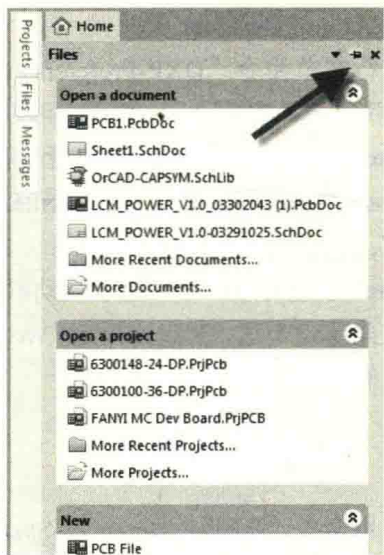 Projects
Files
Messages
Home
Files
Open a document
PCB1.PcbDoc
Sheet1.SchDoc
OrCAD-CAPSYM.SchLib
LCM_POWER_V1.0_03302043 (1).PcbDoc
LCM_POWER_V1.0-03291025.SchDoc
More Recent Documents...
More Documents...
Open a project
6300148-24-DP.PrjPcb
6300100-36-DP.PrjPcb
FANYI MC Dev Board.PrjPCB
More Recent Projects...
More Projects...
New
PCB File